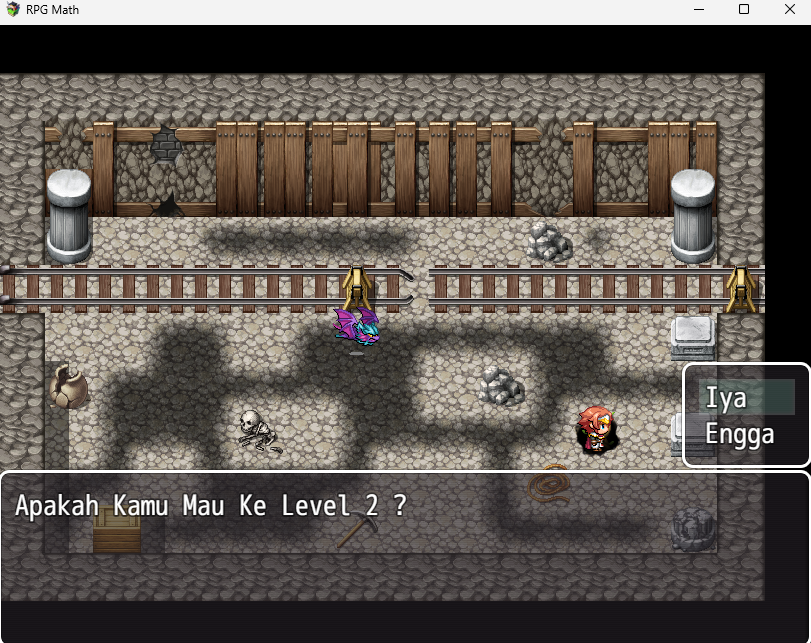 RPG Math
Iya
Engga
Apakah Kamu Mau Ke Level 2 ?